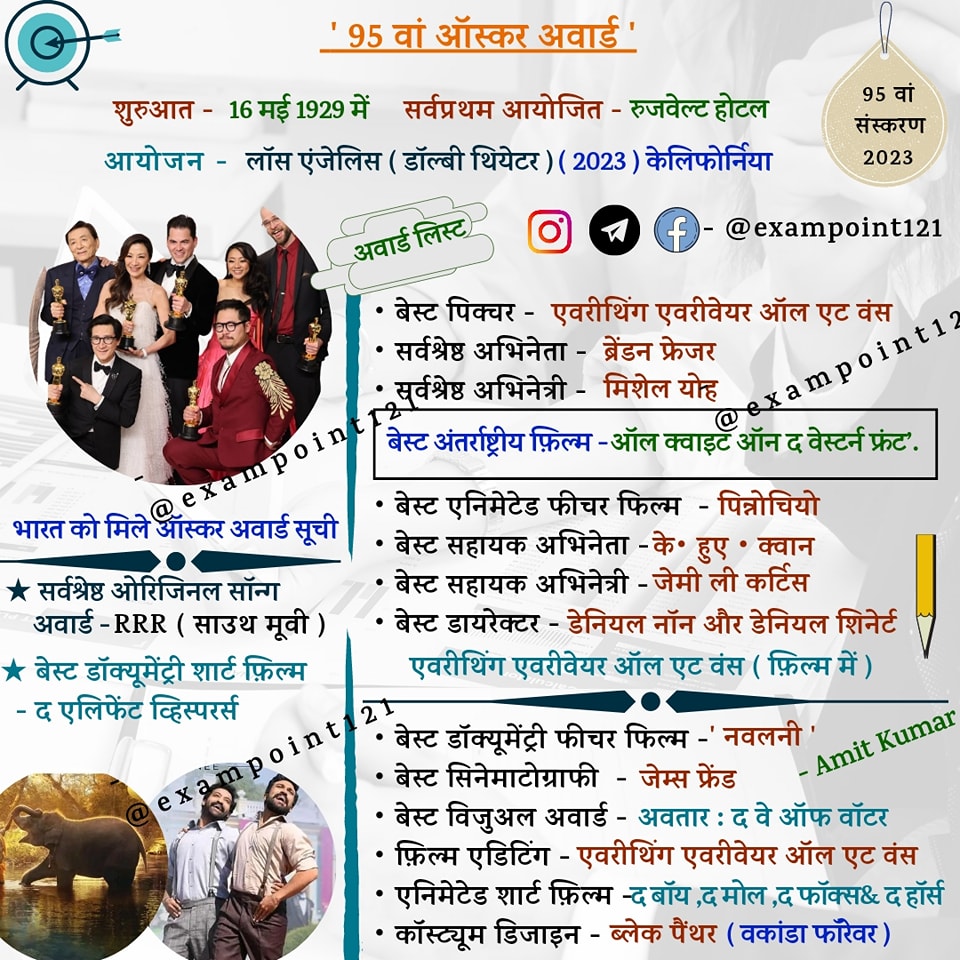 ' 95 वां ऑस्कर अवार्ड '
95 वां
संस्करण
2023
शुरुआत - 16 मई 1929 में सर्वप्रथम आयोजित - रुजवेल्ट होटल
आयोजन - लॉस एंजेलिस ( डॉल्बी थियेटर ) ( 2023 ) केलिफोर्निया
अवार्ड लिस्ट
- @exampoint121
• बेस्ट पिक्चर - एवरीथिंग एवरीवेयर ऑल एट वंस
• सर्वश्रेष्ठ अभिनेता - ब्रेंडन फ्रेजर
• सर्वश्रेष्ठ अभिनेत्री - मिशेल योह
बेस्ट अंतर्राष्ट्रीय फ़िल्म -ऑल क्वाइट ऑन द वेस्टर्न फ्रंट’.
• बेस्ट एनिमेटेड फीचर फिल्म - पिन्नोचियो
• बेस्ट सहायक अभिनेता -के• हुए • क्वान
• बेस्ट सहायक अभिनेत्री - जेमी ली कर्टिस
• बेस्ट डायरेक्टर - डेनियल नॉन और डेनियल शिनेर्ट
एवरीथिंग एवरीवेयर ऑल एट वंस ( फ़िल्म में )
• बेस्ट डॉक्यूमेंट्री फीचर फिल्म -' नवलनी '
• बेस्ट सिनेमाटोग्राफी - जेम्स फ्रेंड
• बेस्ट विजुअल अवार्ड - अवतार : द वे ऑफ वॉटर
• फ़िल्म एडिटिंग - एवरीथिंग एवरीवेयर ऑल एट वंस
• एनिमेटेड शार्ट फ़िल्म -द बॉय ,द मोल ,द फॉक्स& द हॉर्स
• कॉस्ट्यूम डिजाइन - ब्लेक पैंथर ( वकांडा फॉरेवर )
- Amit Kumar
भारत को मिले ऑस्कर अवार्ड सूची
★ सर्वश्रेष्ठ ओरिजिनल सॉन्ग
अवार्ड - RRR ( साउथ मूवी )
★ बेस्ट डॉक्यूमेंट्री शार्ट फ़िल्म
- द एलिफेंट व्हिस्परर्स
- @exampoint121
- @exampoint121
@exampoint121